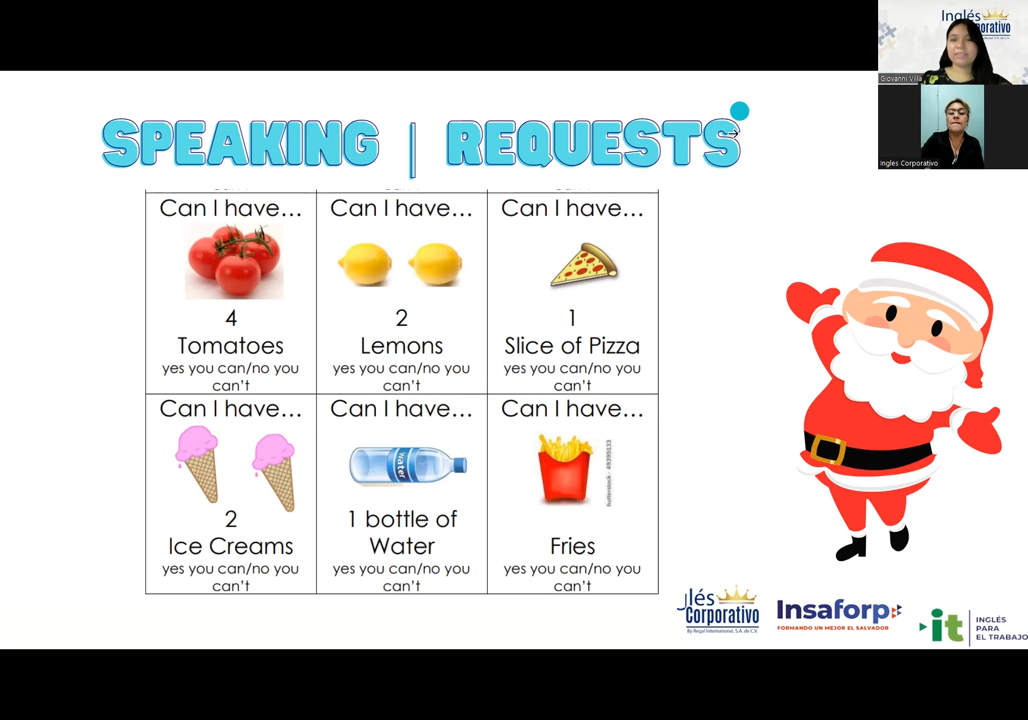 Inglés
Corporativo
Giovanni Villa
Ingles Corporativo
SPEAKING | REQUESTS
Can I have... Can I have... Can I have...
4 2 1
Tomatoes Lemons Slice of Pizza
yes you can/no you can't yes you can/no you can't yes you can/no you can't
Can I have... Can I have... Can I have...
Water
shutterstock · 49395133
2 1 bottle of
Ice Creams Water Fries
yes you can/no you can't yes you can/no you can't yes you can/no you can't
lés
Corporativo
By Regal International, S.A. de C.V.
Insaforp
FORMANDO UN MEJOR EL SALVADOR
it
INGLÉS
PARA
EL TRABAJO